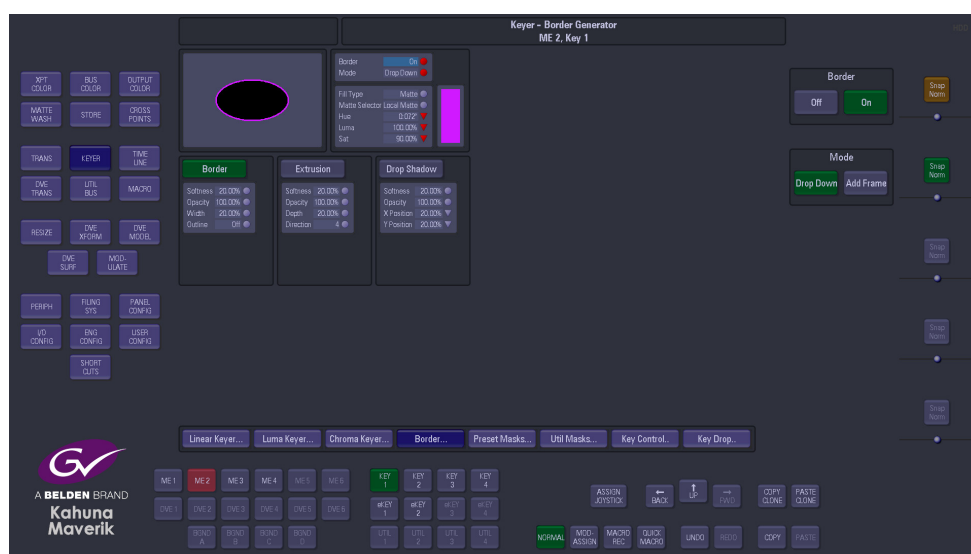 Keyer - Border Generator
ME 2, Key 1
XPT
COLOR
BUS
COLOR
OUTPUT
COLOR
MATTE
WASH
STORE
CROSS
POINTS
TRANS
KEYER
TIME
LINE
DVE
TRANS
UTIL
BUS
MACRO
RESIZE
DVE
XFORM
DVE
MODEL
DVE
SURF
MOD-
ULATE
PERIPH
FILING
SYS
PANEL
CONFIG
I/O
CONFIG
ENG
CONFIG
USER
CONFIG
SHORT
CUTS
Border On
Mode DropDown
Fill Type Matte
Matte Selector Local Matte
Hue 0.072°
Luma 100.00%
Sat 90.00%
Border
Softness 20.00%
Opacity 100.00%
Width 20.00%
Outline Off
Extrusion
Softness 20.00%
Opacity 100.00%
Depth 20.00%
Direction 4
Drop Shadow
Softness 20.00%
Opacity 100.00%
X Position 20.00%
Y Position 20.00%
Border
Off On
Mode
Drop Down Add Frame
Snap
Norm
Snap
Norm
Snap
Norm
Snap
Norm
Snap
Norm
Linear Keyer... Luma Keyer... Chroma Keyer... Border... Preset Masks... Util Masks... Key Control.. Key Drop..
GV
A BELDEN BRAND
Kahuna
Maverik
ME 1 ME 2 ME 3 ME 4 ME 5 ME 6
DVE 1 DVE 2 DVE 3 DVE 4 DVE 5 DVE 6
BGND
A
BGND
B
BGND
C
BGND
D
KEY
1
KEY
2
KEY
3
KEY
4
øKEY
1
øKEY
2
øKEY
3
øKEY
4
UTIL
1
UTIL
2
UTIL
3
UTIL
4
ASSIGN
JOYSTICK
←
BACK
↑
UP
→
FWD
COPY
CLONE
PASTE
CLONE
NORMAL
MOD-
ASSIGN
MACRO
REC
QUICK
MACRO
UNDO
REDO
COPY
PASTE